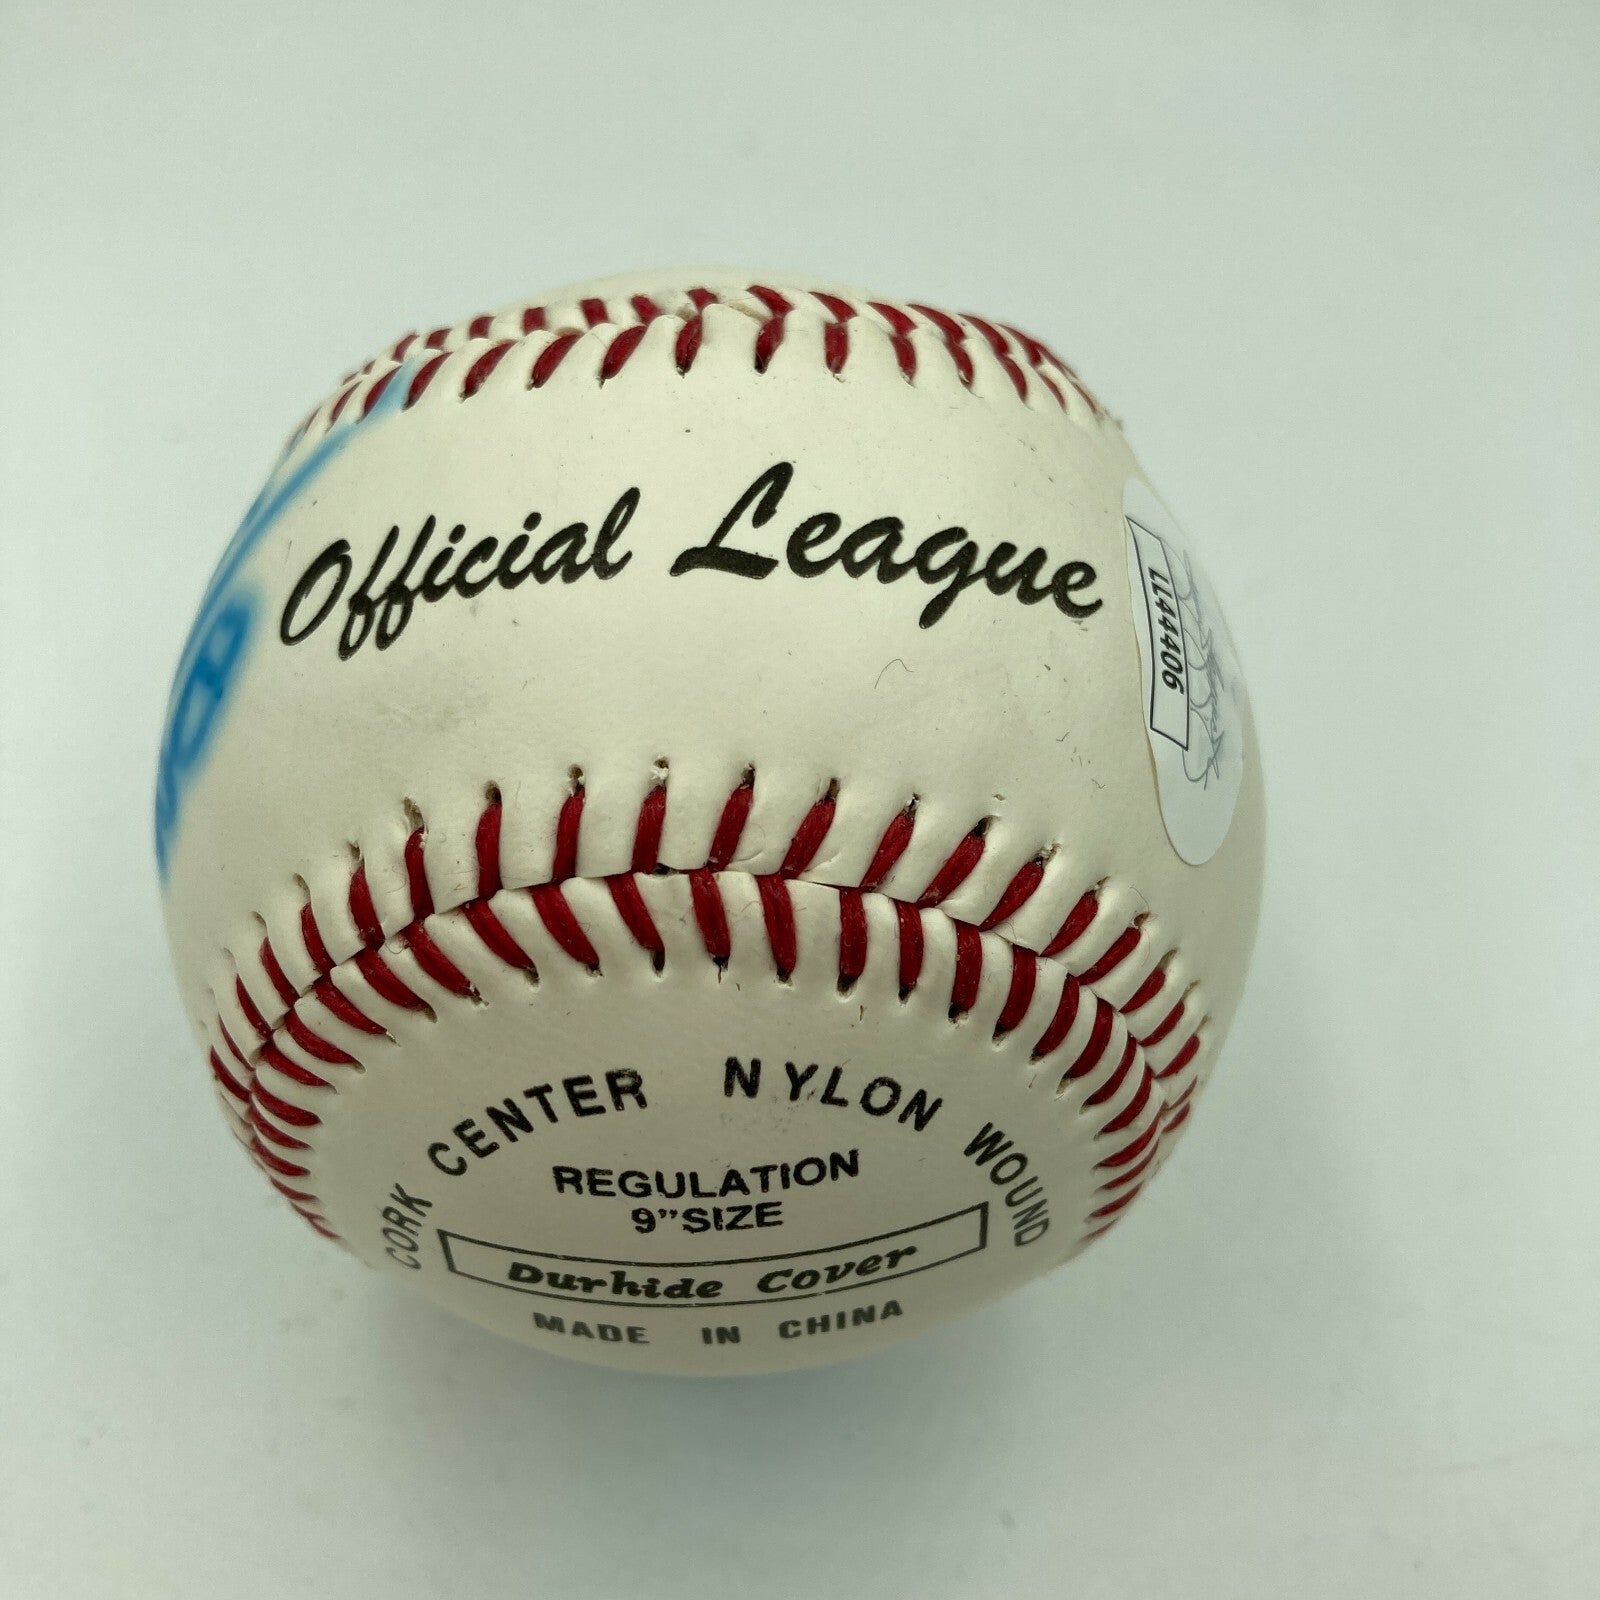 Official League
LL44406
CORK CENTER NYLON WOUND
REGULATION
9" SIZE
Durhide Cover
MADE IN CHINA